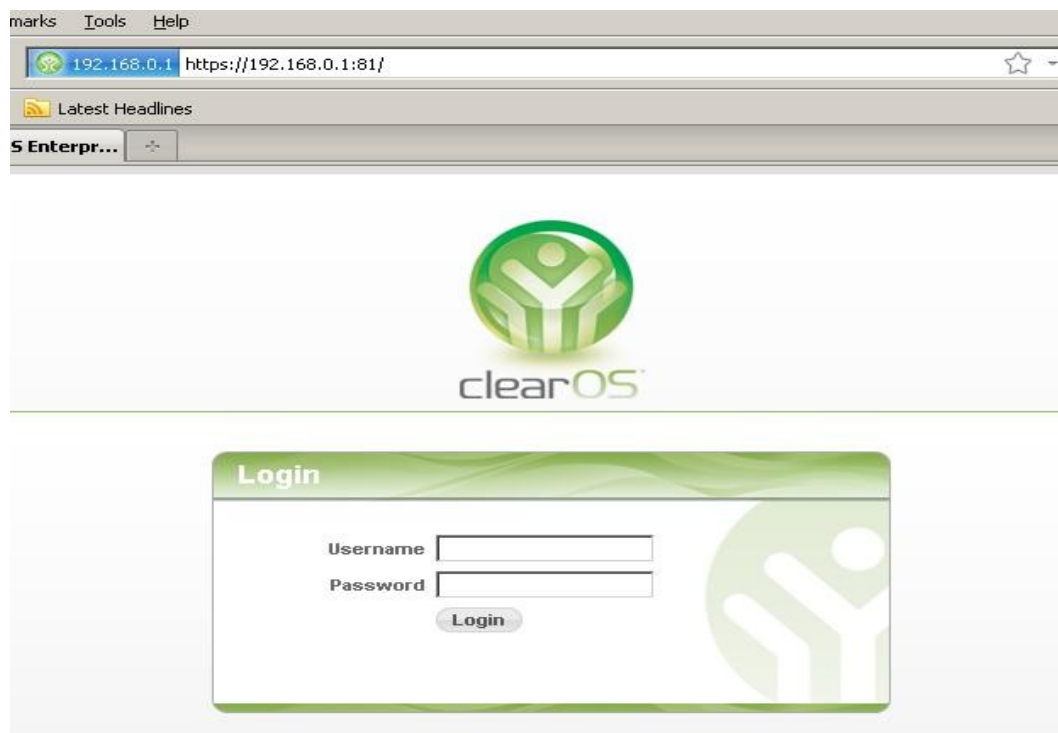 marks Tools Help
192.168.0.1 https://192.168.0.1:81/
Latest Headlines
S Enterpr...
clearOS
Login
Username
Password
Login